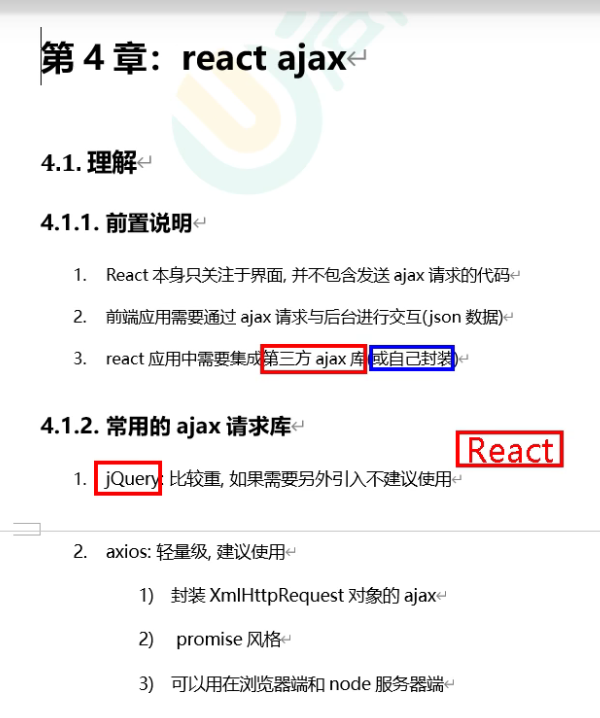 第 4 章：react ajax
4.1. 理解
4.1.1. 前置说明
1. React 本身只关注于界面, 并不包含发送 ajax 请求的代码
2. 前端应用需要通过 ajax 请求与后台进行交互(json 数据)
3. react 应用中需要集成第三方 ajax 库(或自己封装)
4.1.2. 常用的 ajax 请求库
React
1. jQuery: 比较重, 如果需要另外引入不建议使用
2. axios: 轻量级, 建议使用
1) 封装 XmlHttpRequest 对象的 ajax
2) promise 风格
3) 可以用在浏览器端和 node 服务器端